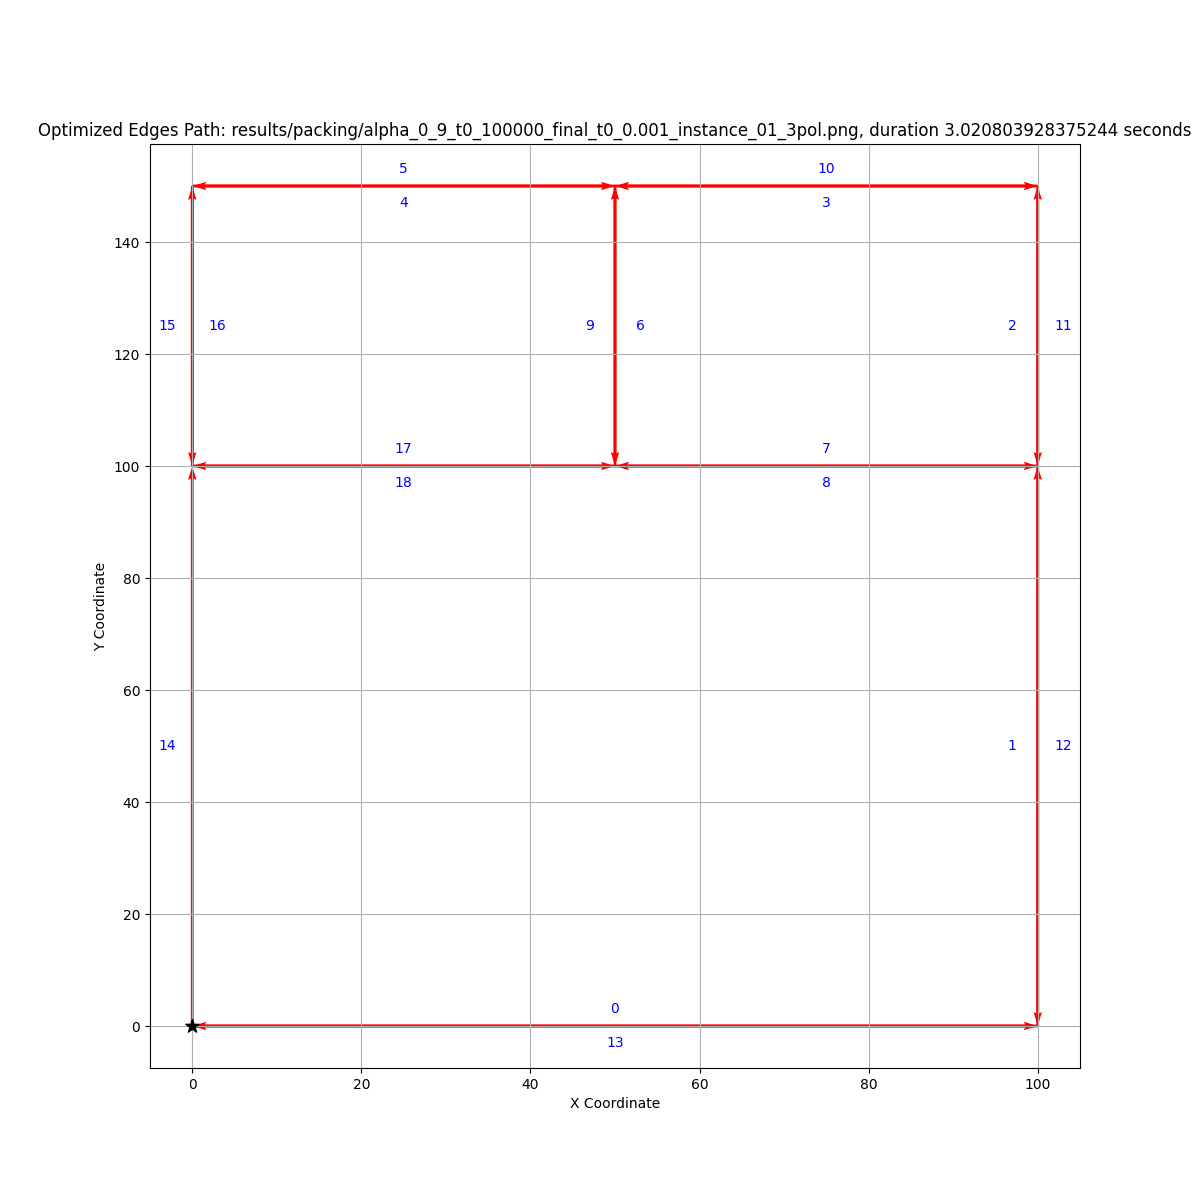 Optimized Edges Path: results/packing/alpha_0_9_t0_100000_final_t0_0.001_instance_01_3pol.png, duration 3.020803928375244 seconds
5 10
4 3
140
15 16 9 6 2 11
120
17 7
100
18 8
80
Y Coordinate
60
14 1 12
40
20
0
0
13
0 20 40 60 80 100
X Coordinate